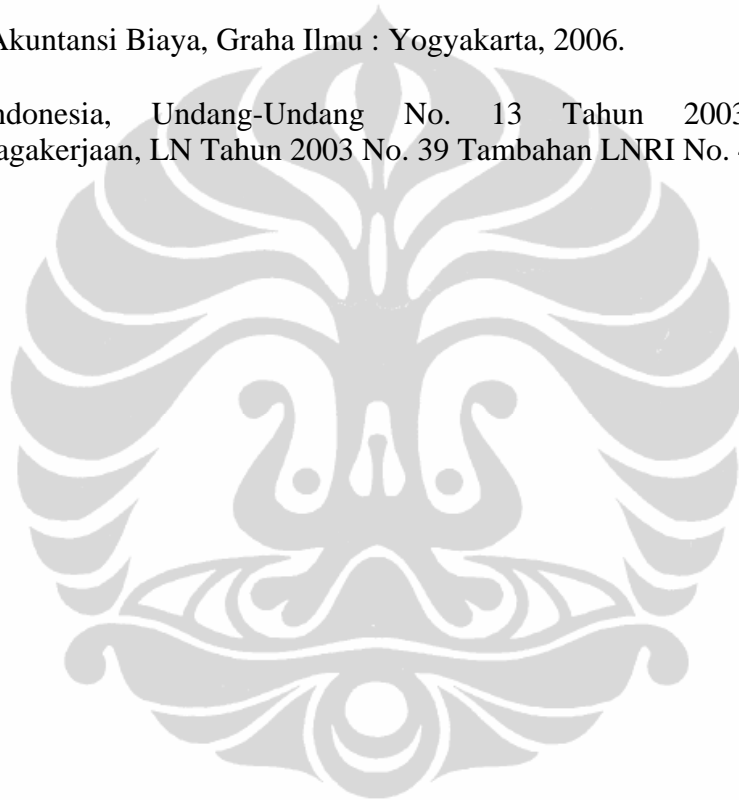 Akuntansi Biaya, Graha Ilmu : Yogyakarta, 2006.
ndonesia, Undang-Undang No. 13 Tahun 2003
agakerjaan, LN Tahun 2003 No. 39 Tambahan LNRI No.